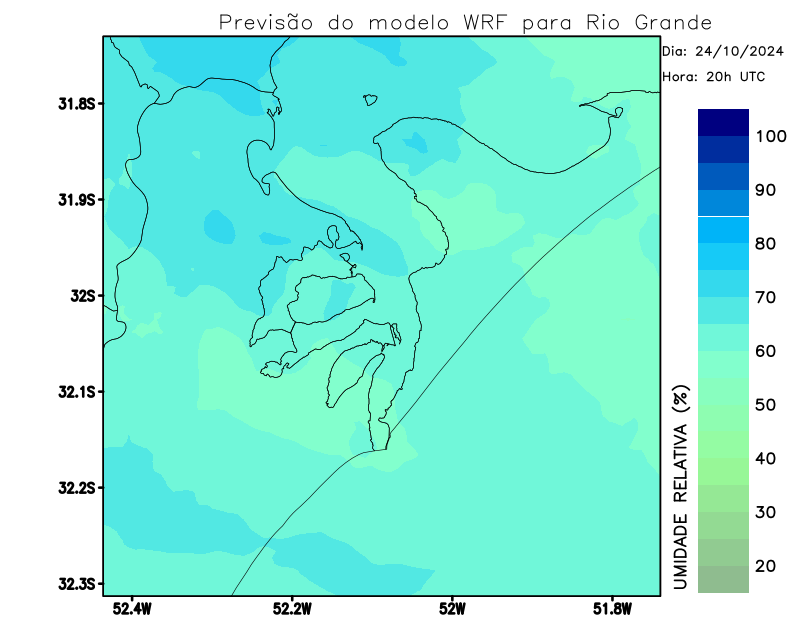 Previsão do modelo WRF para Rio Grande
Dia: 24/10/2024
Hora: 20h UTC
31.8S
31.9S
32S
32.1S
32.2S
32.3S
52.4W
52.2W
52W
51.8W
100
90
80
70
60
50
40
30
20
UMIDADE RELATIVA (%)